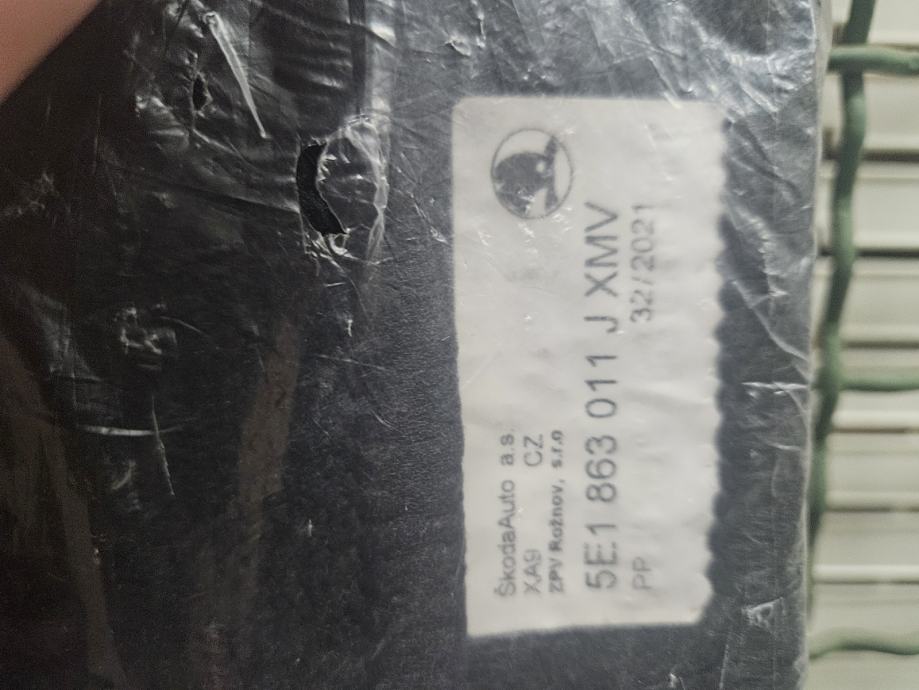 ŠkodaAuto a.s.
XA9 CZ
ZPV Rožnov, s.r.o
5E1 863 011 J XMV
PP 32/2021